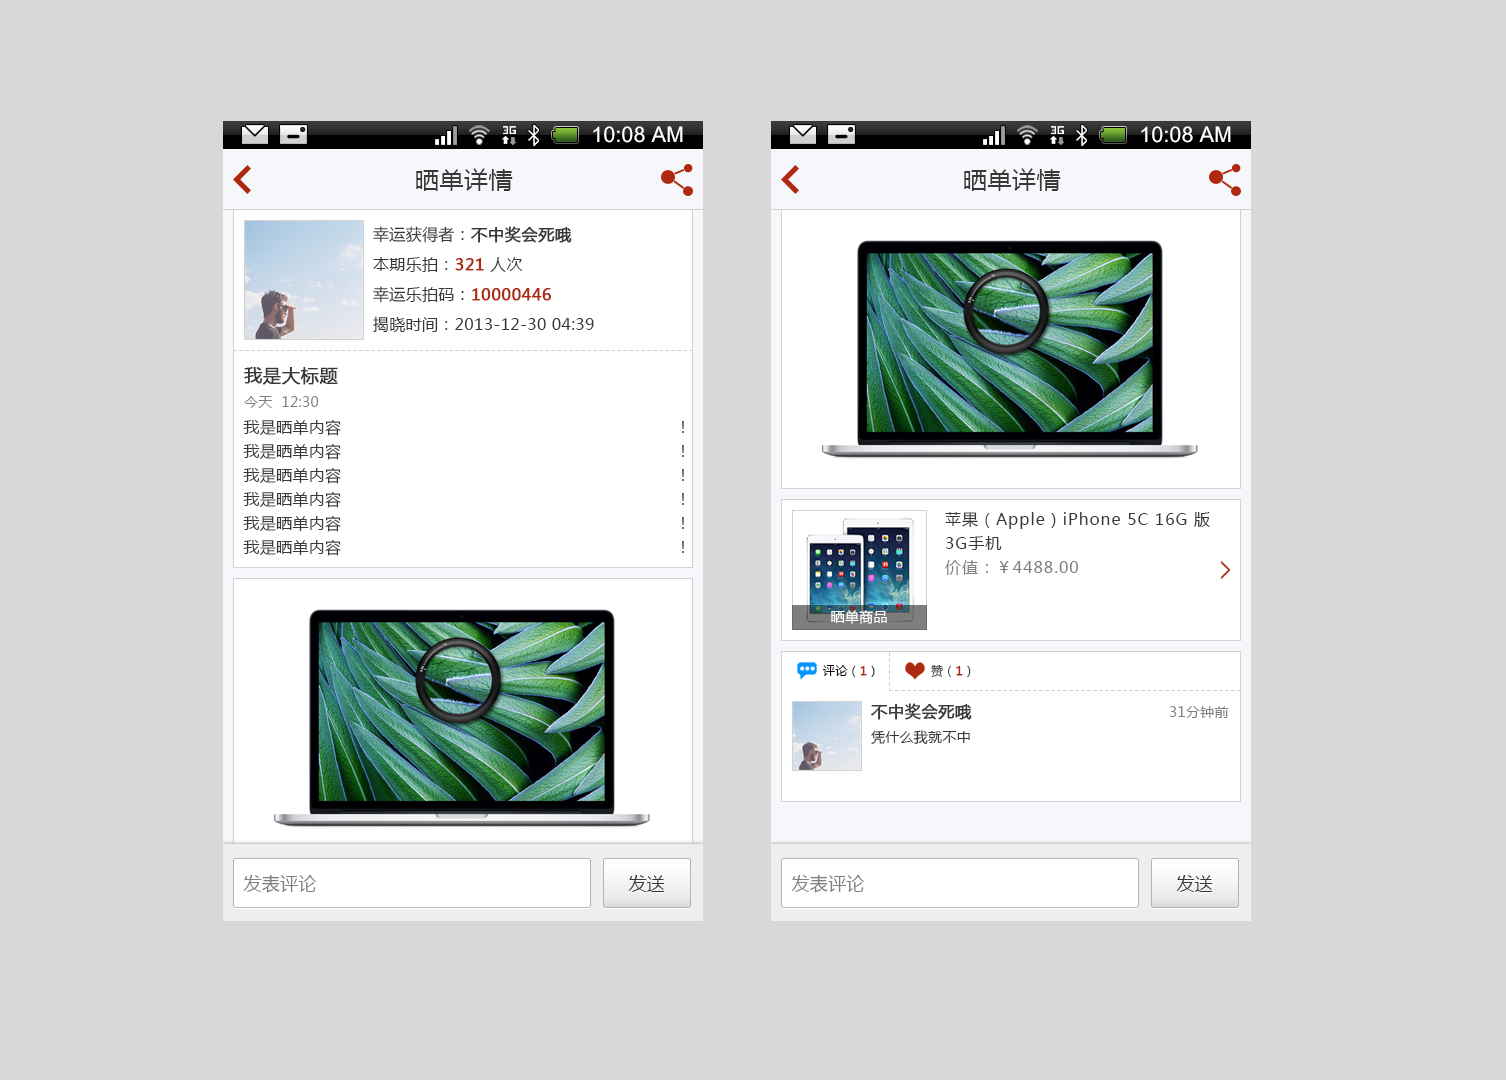 3G 10:08 AM
晒单详情
幸运获得者：不中奖会死哦
本期乐拍：321 人次
幸运乐拍码：10000446
揭晓时间：2013-12-30 04:39
我是大标题
今天 12:30
我是晒单内容 !
我是晒单内容 !
我是晒单内容 !
我是晒单内容 !
我是晒单内容 !
我是晒单内容 !
发表评论 发送
3G 10:08 AM
晒单详情
晒单商品
苹果（Apple）iPhone 5C 16G 版
3G手机
价值：￥4488.00
评论（1） 赞（1）
不中奖会死哦 31分钟前
凭什么我就不中
发表评论 发送